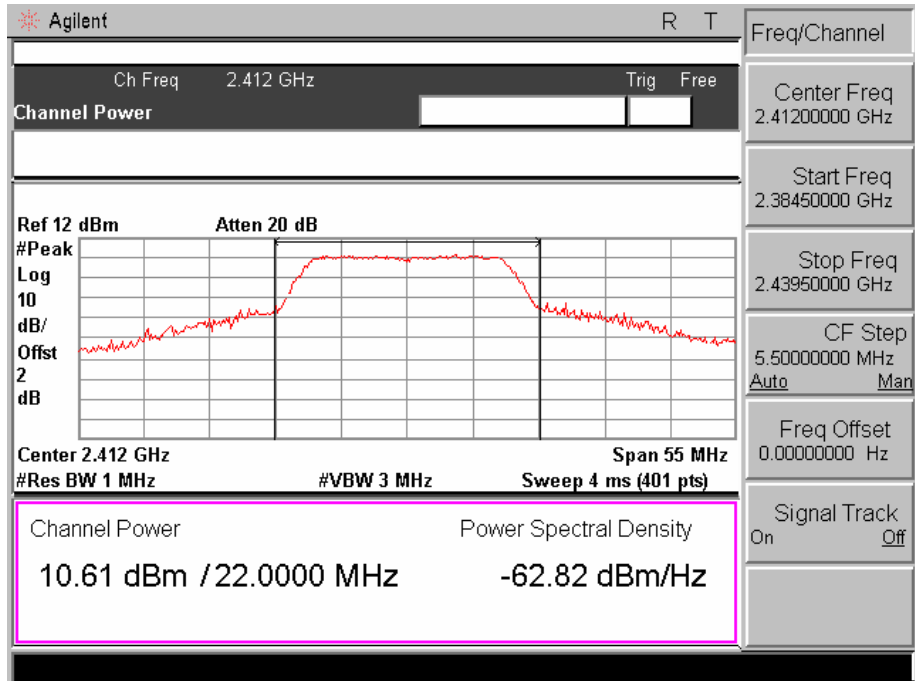 Agilent R T
Ch Freq 2.412 GHz Trig Free
Channel Power
Ref 12 dBm Atten 20 dB
#Peak
Log
10
dB/
Offst
2
dB
Center 2.412 GHz Span 55 MHz
#Res BW 1 MHz #VBW 3 MHz Sweep 4 ms (401 pts)
Channel Power Power Spectral Density
10.61 dBm / 22.0000 MHz -62.82 dBm/Hz
Freq/Channel
Center Freq
2.41200000 GHz
Start Freq
2.38450000 GHz
Stop Freq
2.43950000 GHz
CF Step
5.50000000 MHz
Auto Man
Freq Offset
0.00000000 Hz
Signal Track
On Off